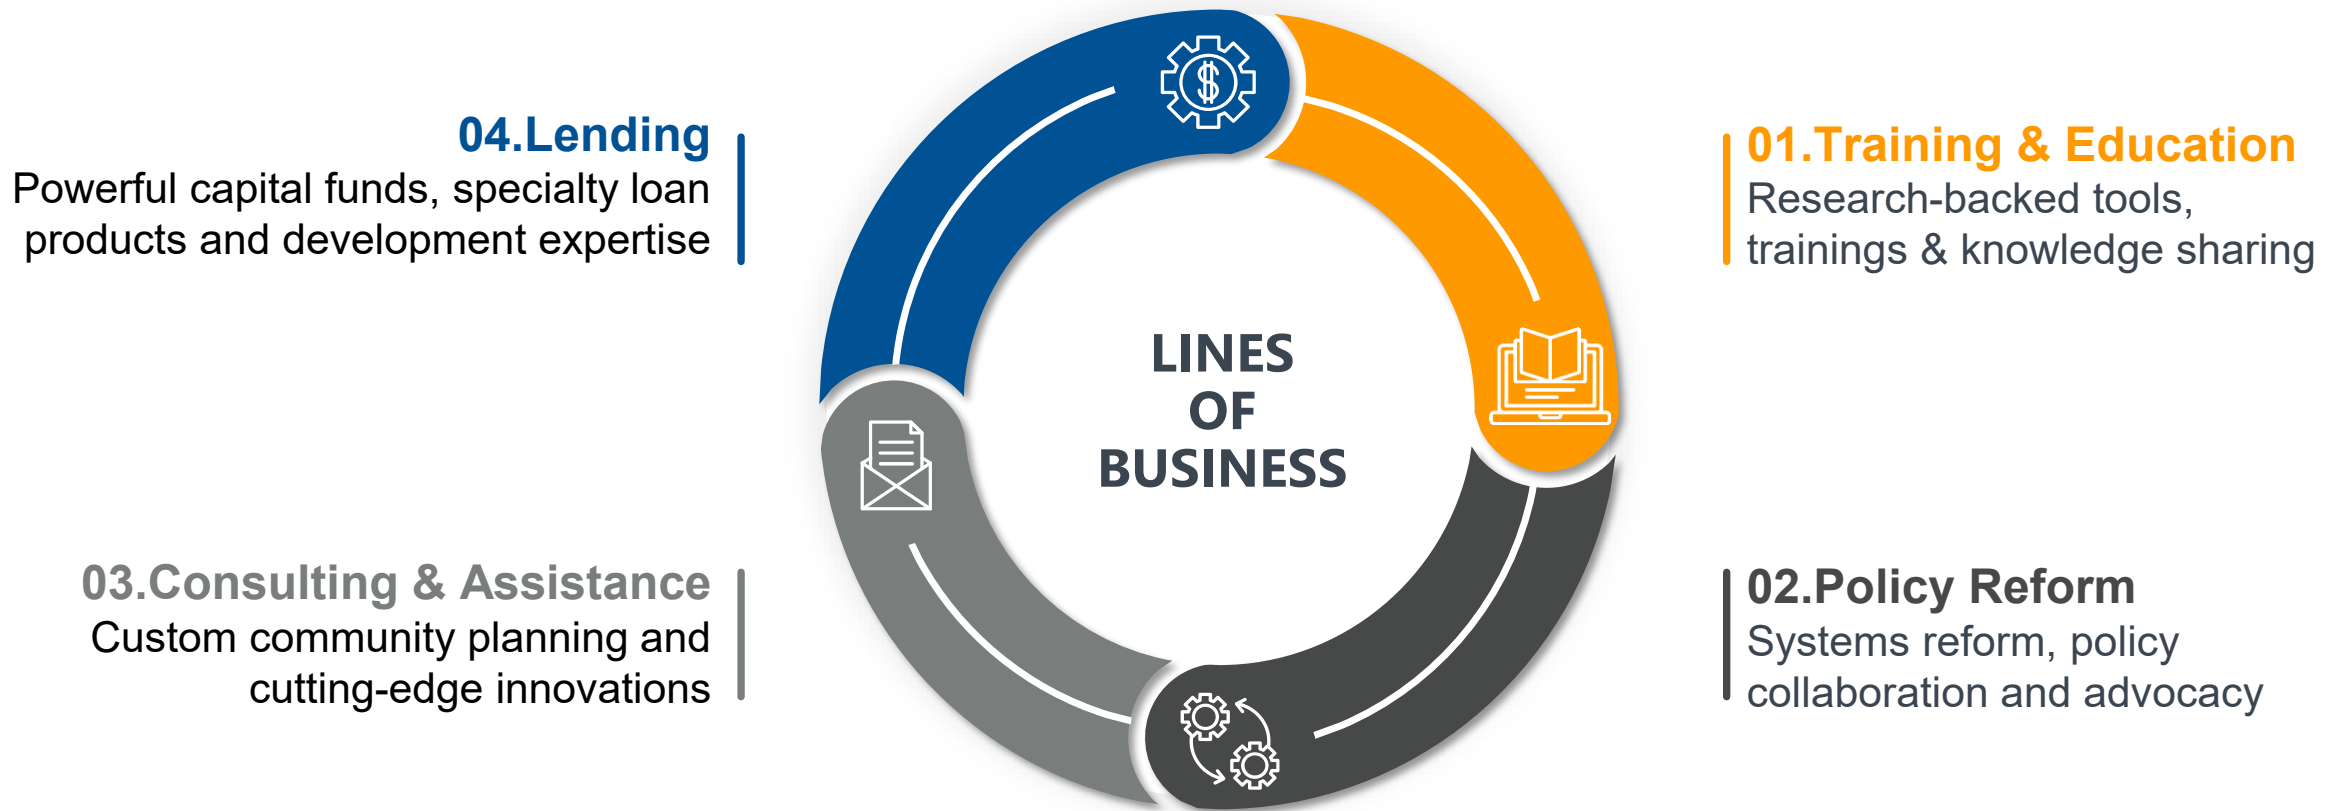 LINES
OF
BUSINESS
01.Training & Education
Research-backed tools,
trainings & knowledge sharing
02.Policy Reform
Systems reform, policy
collaboration and advocacy
03.Consulting & Assistance
Custom community planning and
cutting-edge innovations
04.Lending
Powerful capital funds, specialty loan
products and development expertise
$